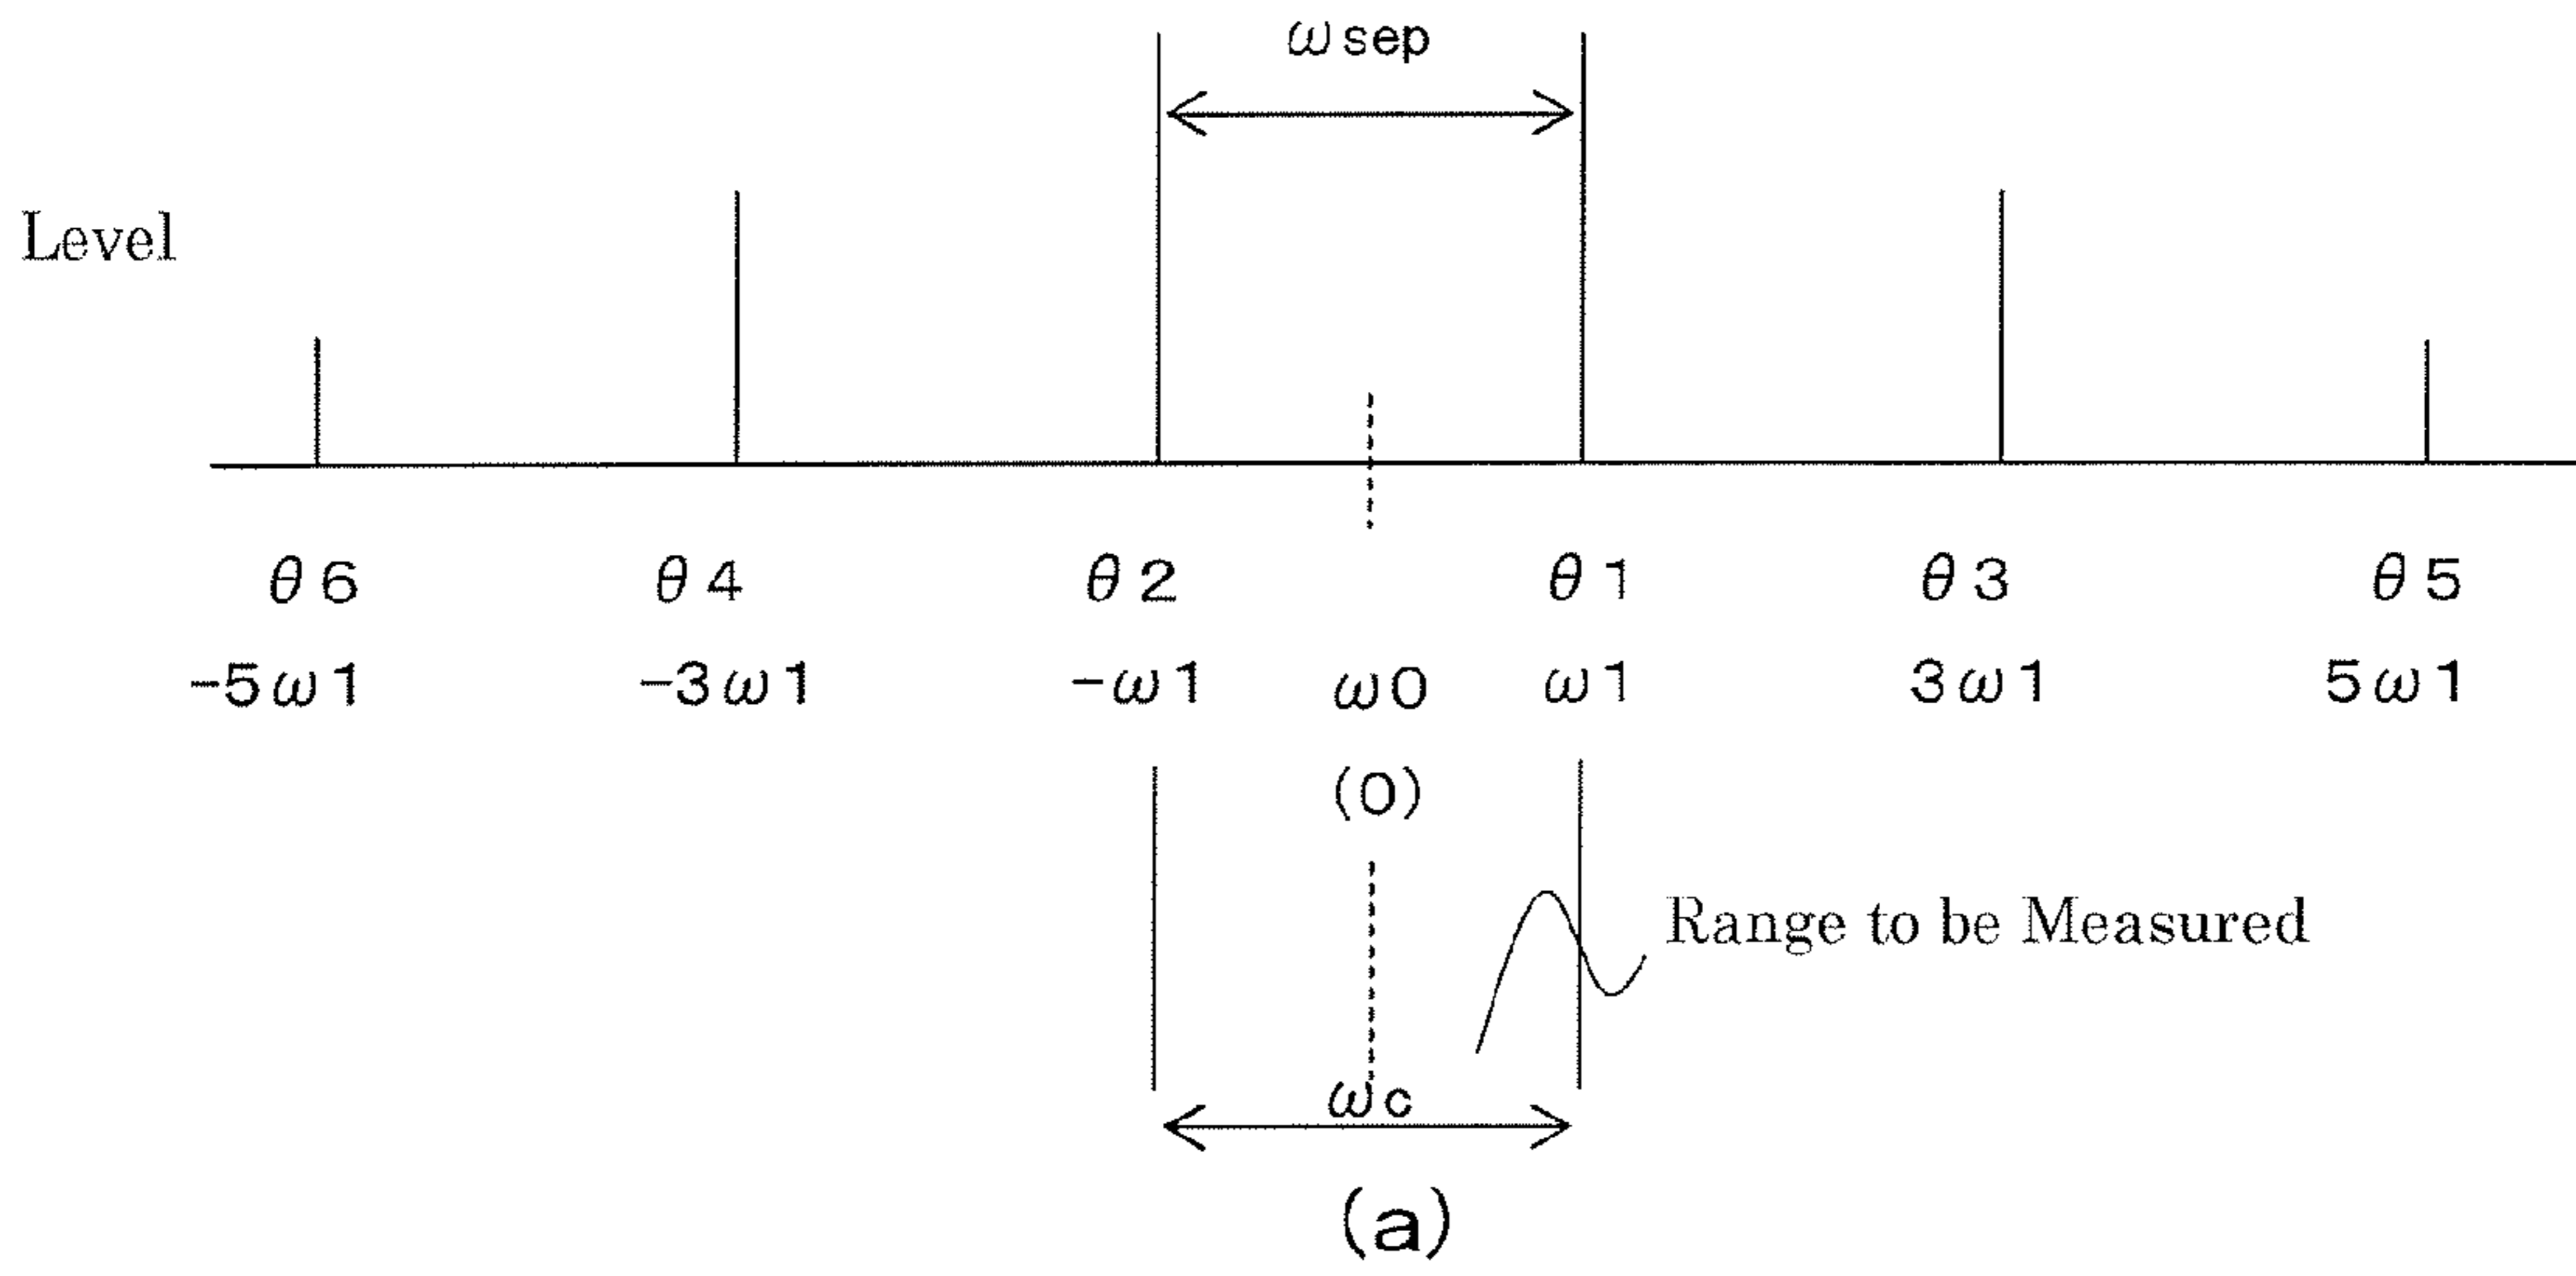 ωsep
Level
θ6 θ4 θ2 θ1 θ3 θ5
-5ω1 -3ω1 -ω1 ω0 ω1 3ω1 5ω1
(0)
Range to be Measured
ωc
(a)